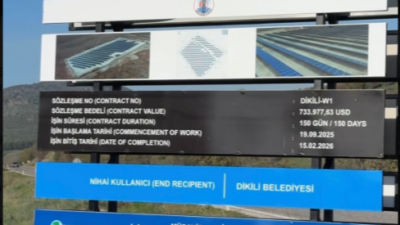 SÖZLEŞME NO (CONTRACT NO) DİKİLİ-W1
SÖZLEŞME BEDELİ (CONTRACT VALUE) 733.977,63 USD
İŞİN SÜRESİ (CONTRACT DURATION) 150 GÜN / 150 DAYS
İŞİN BAŞLAMA TARİHİ (COMMENCEMENT OF WORK) 19.09.2025
İŞİN BİTİŞ TARİHİ (DATE OF COMPLETION) 15.02.2026
NİHAİ KULLANICI (END RECIPIENT) DİKİLİ BELEDİYESİ